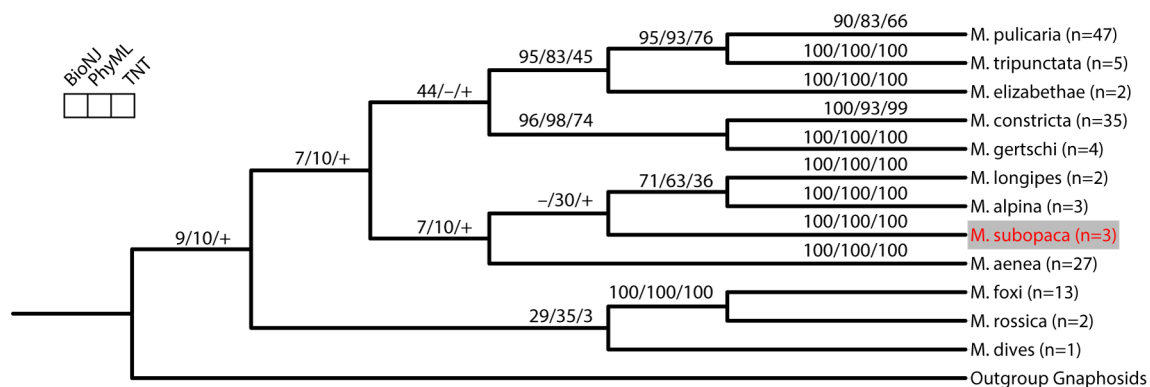 BioNJ
PhyML
TNT
90/83/66
M. pulicaria (n=47)
95/93/76
100/100/100
M. tripunctata (n=5)
95/83/45
100/100/100
M. elizabethae (n=2)
44/–/+
100/93/99
M. constricta (n=35)
96/98/74
100/100/100
M. gertschi (n=4)
7/10/+
100/100/100
M. longipes (n=2)
71/63/36
100/100/100
M. alpina (n=3)
–/30/+
100/100/100
M. subopaca (n=3)
7/10/+
100/100/100
M. aenea (n=27)
9/10/+
100/100/100
M. foxi (n=13)
29/35/3
M. rossica (n=2)
M. dives (n=1)
Outgroup Gnaphosids